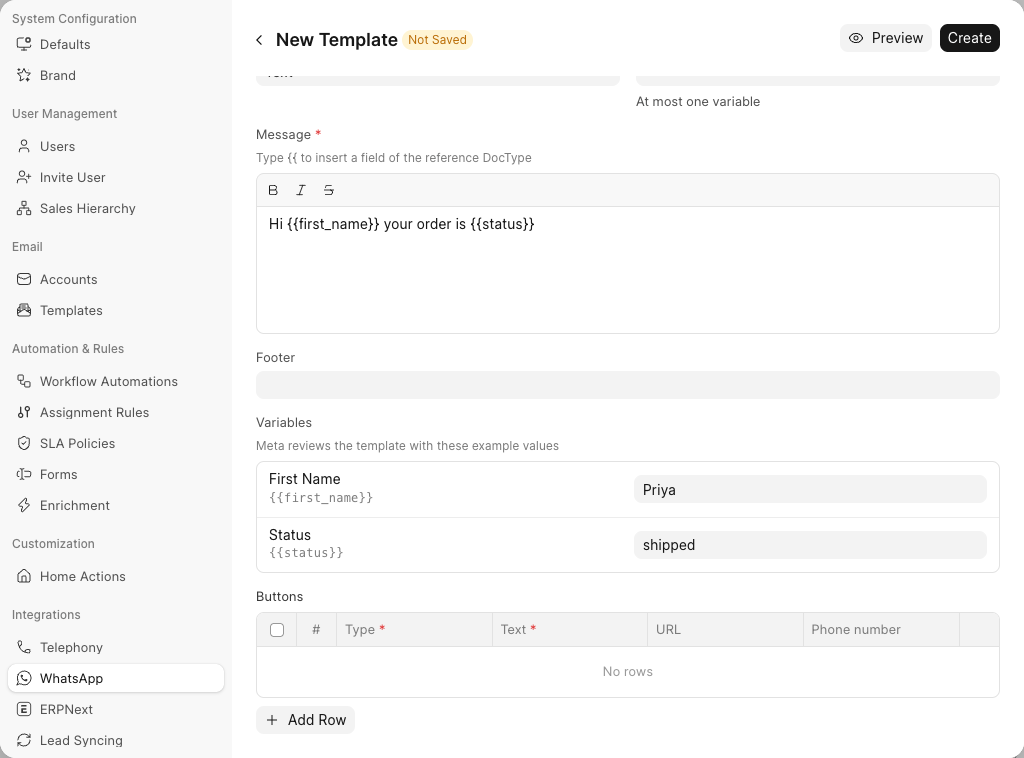 System Configuration
Defaults
Brand
User Management
Users
Invite User
Sales Hierarchy
Email
Accounts
Templates
Automation & Rules
Workflow Automations
Assignment Rules
SLA Policies
Forms
Enrichment
Customization
Home Actions
Integrations
Telephony
WhatsApp
ERPNext
Lead Syncing
New Template Not Saved
Preview Create
At most one variable
Message *
Type {{ to insert a field of the reference DocType
B I S
Hi {{first_name}} your order is {{status}}
Footer
Variables
Meta reviews the template with these example values
First Name
{{first_name}}
Priya
Status
{{status}}
shipped
Buttons
# Type * Text * URL Phone number
No rows
Add Row